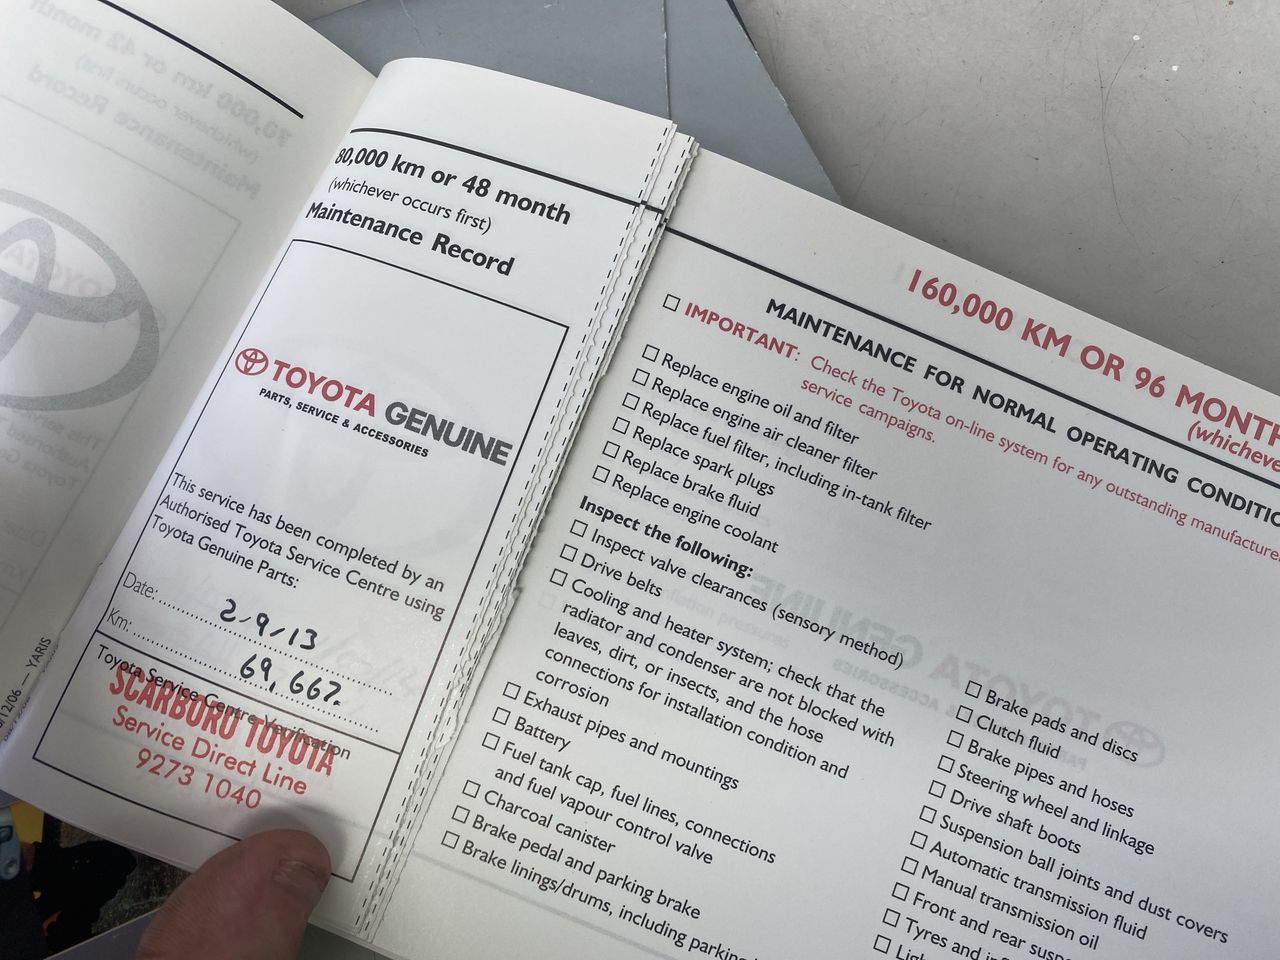 80,000 km or 48 month
(whichever occurs first)
Maintenance Record
TOYOTA GENUINE
PARTS, SERVICE & ACCESSORIES
This service has been completed by an
Authorised Toyota Service Centre using
Toyota Genuine Parts:
Date: 2-9-13
Km: 69,667.
Toyota Service Centre Verification
SCARBORO TOYOTA
Service Direct Line
9273 1040
12/06 — YARIS
160,000 KM OR 96 MONTH
(whicheve
MAINTENANCE FOR NORMAL OPERATING CONDITIO
IMPORTANT: Check the Toyota on-line system for any outstanding manufacture
service campaigns.
Replace engine oil and filter
Replace engine air cleaner filter
Replace fuel filter, including in-tank filter
Replace spark plugs
Replace brake fluid
Replace engine coolant
Inspect the following:
Inspect valve clearances (sensory method)
Drive belts
Cooling and heater system; check that the
radiator and condenser are not blocked with
leaves, dirt, or insects, and the hose
connections for installation condition and
corrosion
Exhaust pipes and mountings
Battery
Fuel tank cap, fuel lines, connections
and fuel vapour control valve
Charcoal canister
Brake pedal and parking brake
Brake linings/drums, including parking
Brake pads and discs
Clutch fluid
Brake pipes and hoses
Steering wheel and linkage
Drive shaft boots
Suspension ball joints and dust covers
Automatic transmission fluid
Manual transmission oil
Front and rear susp
Tyres and in
Lig